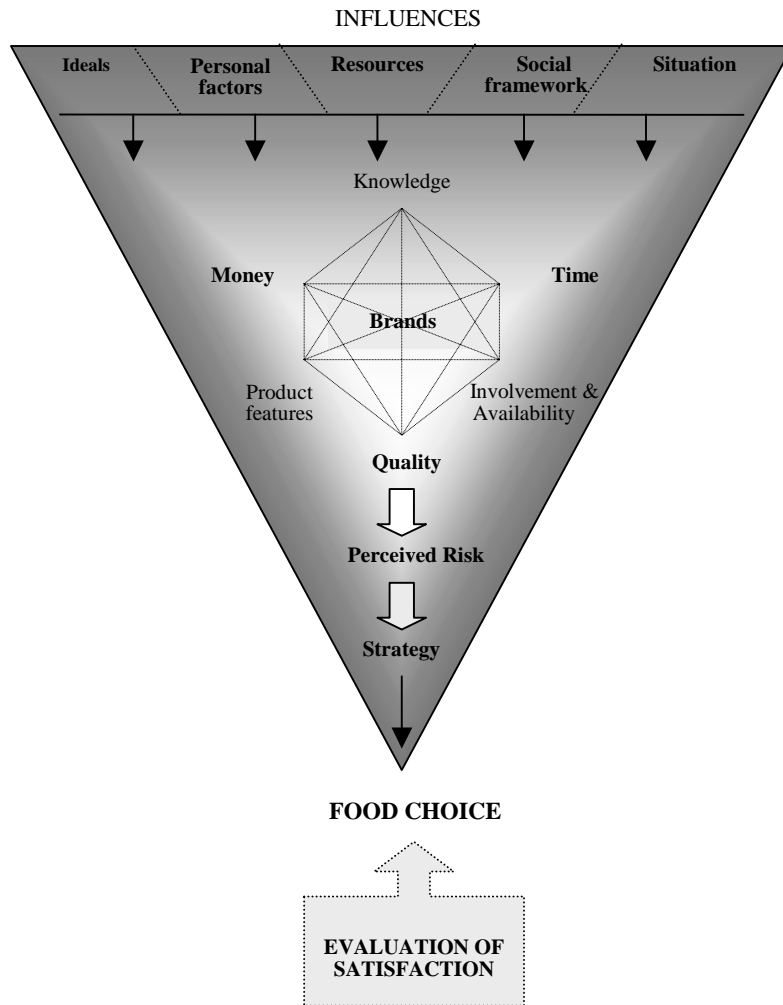 INFLUENCES
Ideals
Personal
factors
Resources
Social
framework
Situation
Knowledge
Money
Time
Brands
Product
features
Involvement &
Availability
Quality
Perceived Risk
Strategy
FOOD CHOICE
EVALUATION OF
SATISFACTION